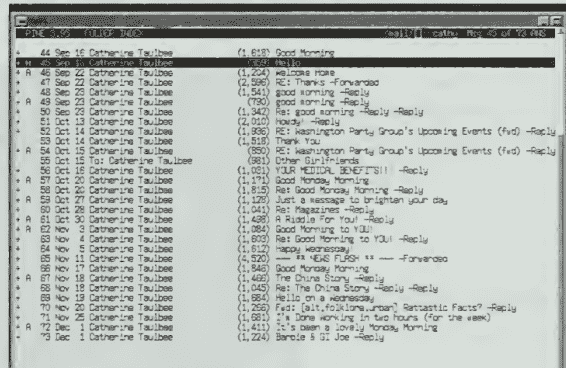 PINE 3.95 FOLDER INDEX cathy Msg 45 of 73 ANS
+ 44 Sep 16 Catherine Taulbee (1,618) Good Morning
45 Sep Catherine Taulbee Hello
+ A 46 Sep 22 Catherine Taulbee (1,204) Welcome Home
+ 47 Sep 22 Catherine Taulbee (2,596) RE: Thanks -Forwarded
+ 48 Sep 23 Catherine Taulbee (1,541) good morning -Reply
+ A 49 Sep 23 Catherine Taulbee (790) good morning -Reply
+ 50 Sep 23 Catherine Taulbee (1,342) Re: good morning -Reply -Reply
+ 51 Oct 13 Catherine Taulbee (2,010) howdy! -Reply
+ 52 Oct 14 Catherine Taulbee (1,936) RE: Washington Party Group's Upcoming Events (fwd) -Reply
+ 53 Oct 14 Catherine Taulbee (1,518) Thank You
+ A 54 Oct 15 Catherine Taulbee (850) RE: Washington Party Group's Upcoming Events (fwd) -Reply
55 Oct 15 To: Catherine Taulbee (981) Other Girlfriends
+ 56 Oct 16 Catherine Taulbee (1,031) YOUR MEDICAL BENEFITS!! -Reply
+ A 57 Oct 20 Catherine Taulbee (1,171) Good Monday Morning
+ 58 Oct 20 Catherine Taulbee (1,815) Re: Good Monday Morning -Reply
+ A 59 Oct 27 Catherine Taulbee (1,128) Just a message to brighten your day
+ 60 Oct 28 Catherine Taulbee (1,041) Re: Magazines -Reply
+ A 61 Oct 30 Catherine Taulbee (1,498) A Riddle For You! -Reply
+ A 62 Nov 3 Catherine Taulbee (1,084) Good Morning to YOU!
+ 63 Nov 4 Catherine Taulbee (1,603) Re: Good Morning to YOU! -Reply
+ 64 Nov 5 Catherine Taulbee (1,612) Happy Wednesday!
+ 65 Nov 11 Catherine Taulbee (4,520) --- ** NEWS FLASH ** --- -Forwarded
+ 66 Nov 17 Catherine Taulbee (1,846) Good Monday Morning
+ A 67 Nov 18 Catherine Taulbee (1,466) The China Story -Reply
+ 68 Nov 18 Catherine Taulbee (1,045) Re: The China Story -Reply -Reply
+ 69 Nov 19 Catherine Taulbee (1,684) Hello on a Wednesday
+ 70 Nov 20 Catherine Taulbee (1,256) Fwd: [alt.folklore.urban] Rattastic Facts? -Reply
+ 71 Nov 25 Catherine Taulbee (1,681) I'm Done Working in two hours (for the week)
+ A 72 Dec 1 Catherine Taulbee (1,411) It's been a lovely Monday Morning
+ 73 Dec 1 Catherine Taulbee (1,224) Barbie & GI Joe -Reply